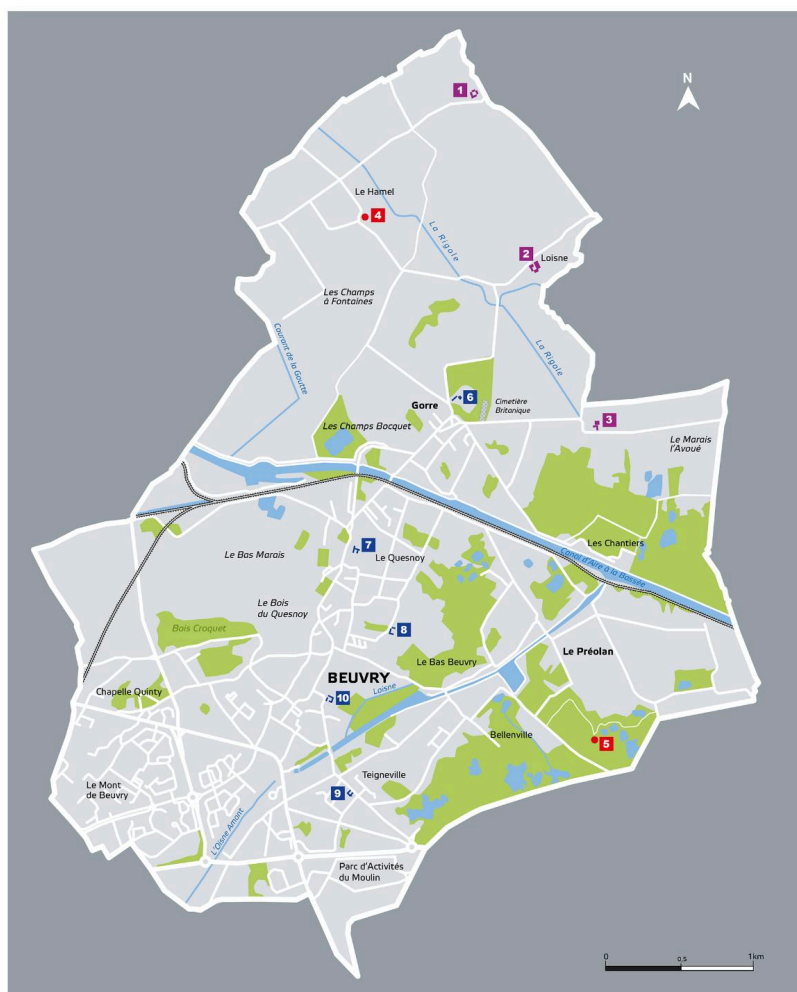 N
1
Le Hamel
4
La Rigole
2
Loisne
Les Champs
à Fontaines
Courant de la Goutte
La Rigole
6
Gorre
Cimetière
Britanique
3
Les Champs Bocquet
Le Marais
l'Avoué
Les Chantiers
7
Le Quesnoy
Le Bas Marais
Canal d'Aire à la Bassée
Le Bois
du Quesnoy
Bois Croquet
8
Le Préolan
Le Bas Beuvry
BEUVRY
Chapelle Quinty
10
Loisne
Bellenville
5
Teigneville
Le Mont
de Beuvry
9
L'Oisne Amont
Parc d'Activités
du Moulin
0 0,5 1 km